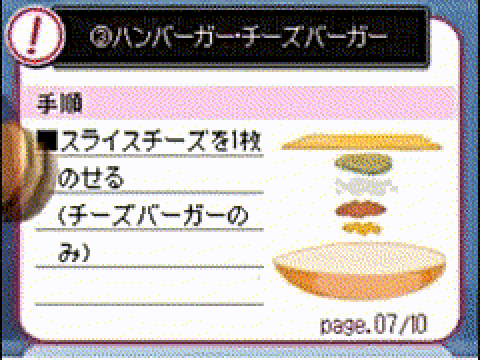 !
③ハンバーガー・チーズバーガー
手順
■スライスチーズを1枚
のせる
(チーズバーガーの
み)
page.07/10